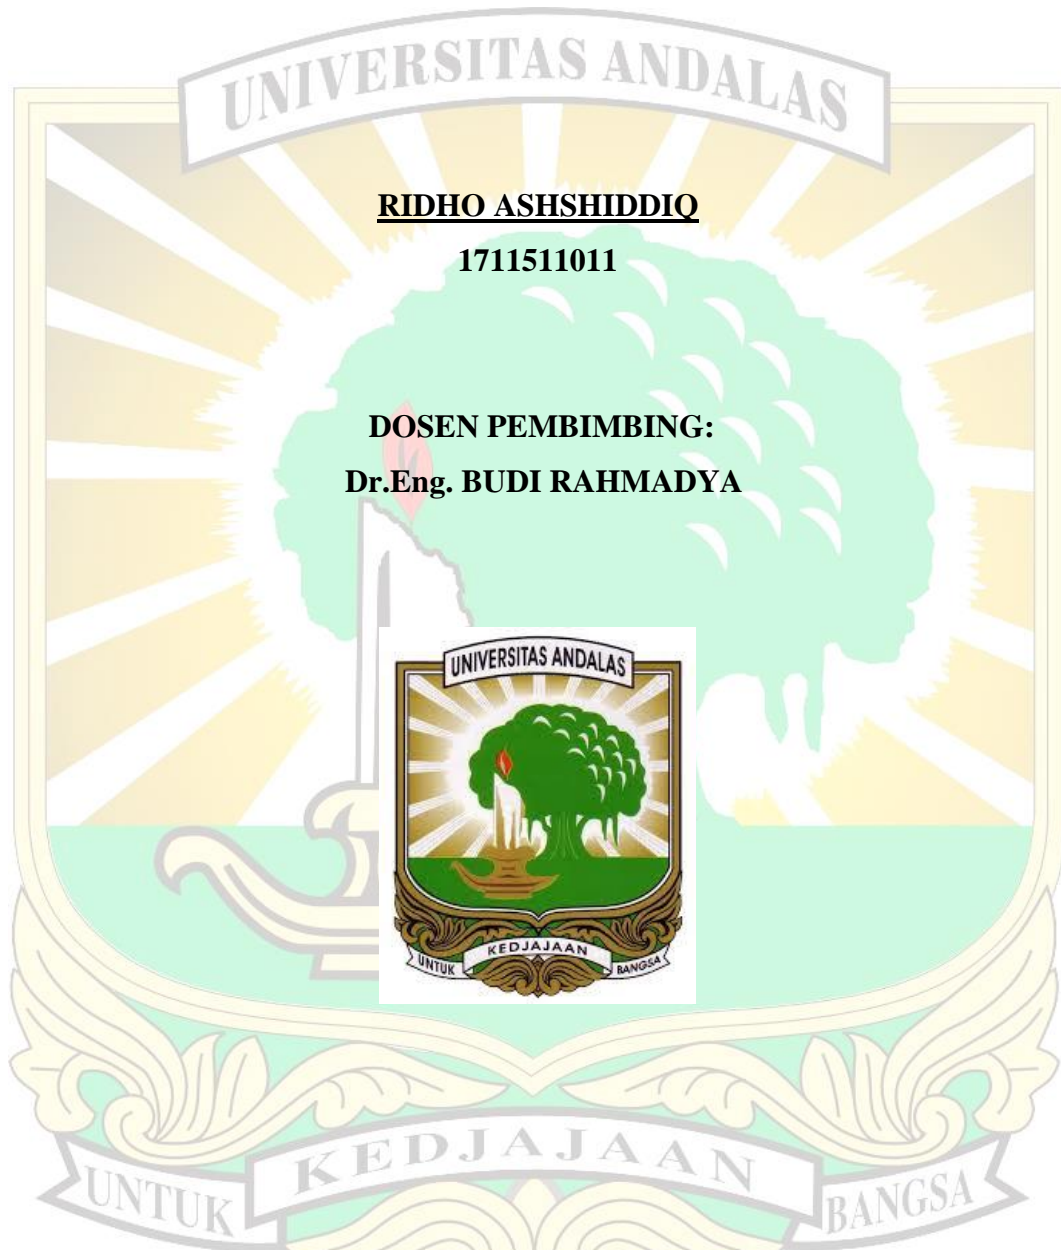 UNIVERSITAS ANDALAS
RIDHO ASHSHIDDIQ
1711511011
DOSEN PEMBIMBING:
Dr.Eng. BUDI RAHMADYA
UNIVERSITAS ANDALAS
UNTUK KEDJAJAAN BANGSA
UNTUK KEDJAJAAN BANGSA